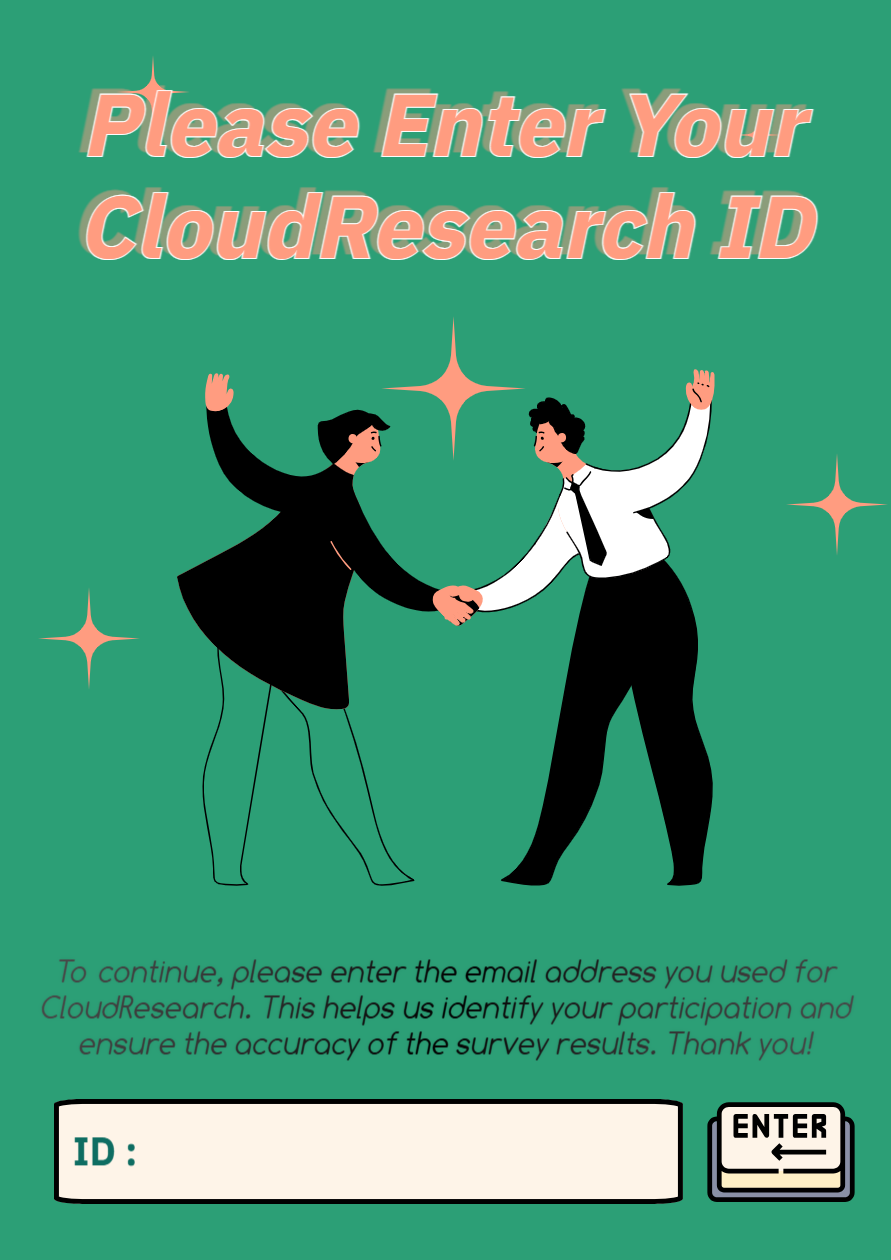 Please Enter Your
CloudResearch ID
To continue, please enter the email address you used for
CloudResearch. This helps us identify your participation and
ensure the accuracy of the survey results. Thank you!
ID :
ENTER